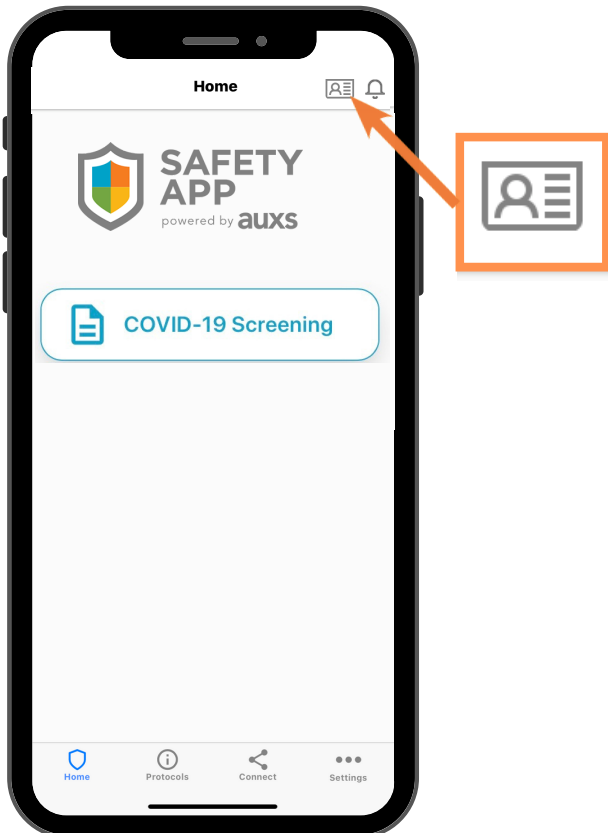 Home
SAFETY
APP
powered by auxs
COVID-19 Screening
Home Protocols Connect Settings